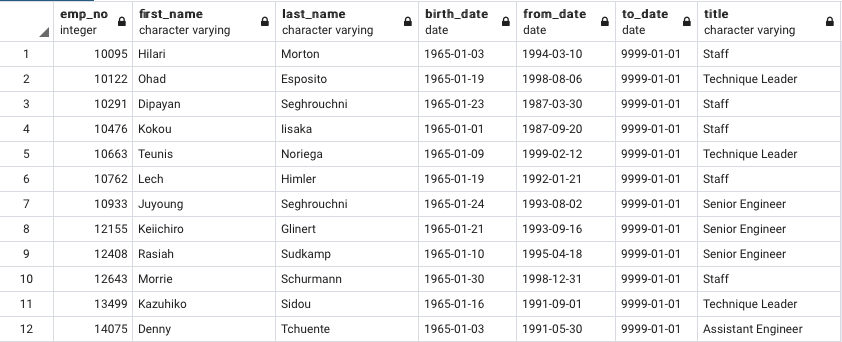 emp_no first_name last_name birth_date from_date to_date title
integer character varying character varying date date date character varying
1 10095 Hilari Morton 1965-01-03 1994-03-10 9999-01-01 Staff
2 10122 Ohad Esposito 1965-01-19 1998-08-06 9999-01-01 Technique Leader
3 10291 Dipayan Seghrouchni 1965-01-23 1987-03-30 9999-01-01 Staff
4 10476 Kokou Iisaka 1965-01-01 1987-09-20 9999-01-01 Staff
5 10663 Teunis Noriega 1965-01-09 1999-02-12 9999-01-01 Technique Leader
6 10762 Lech Himler 1965-01-19 1992-01-21 9999-01-01 Staff
7 10933 Juyoung Seghrouchni 1965-01-24 1993-08-02 9999-01-01 Senior Engineer
8 12155 Keiichiro Glinert 1965-01-21 1993-09-16 9999-01-01 Senior Engineer
9 12408 Rasiah Sudkamp 1965-01-10 1995-04-18 9999-01-01 Senior Engineer
10 12643 Morrie Schurmann 1965-01-30 1998-12-31 9999-01-01 Staff
11 13499 Kazuhiko Sidou 1965-01-16 1991-09-01 9999-01-01 Technique Leader
12 14075 Denny Tchuente 1965-01-03 1991-05-30 9999-01-01 Assistant Engineer